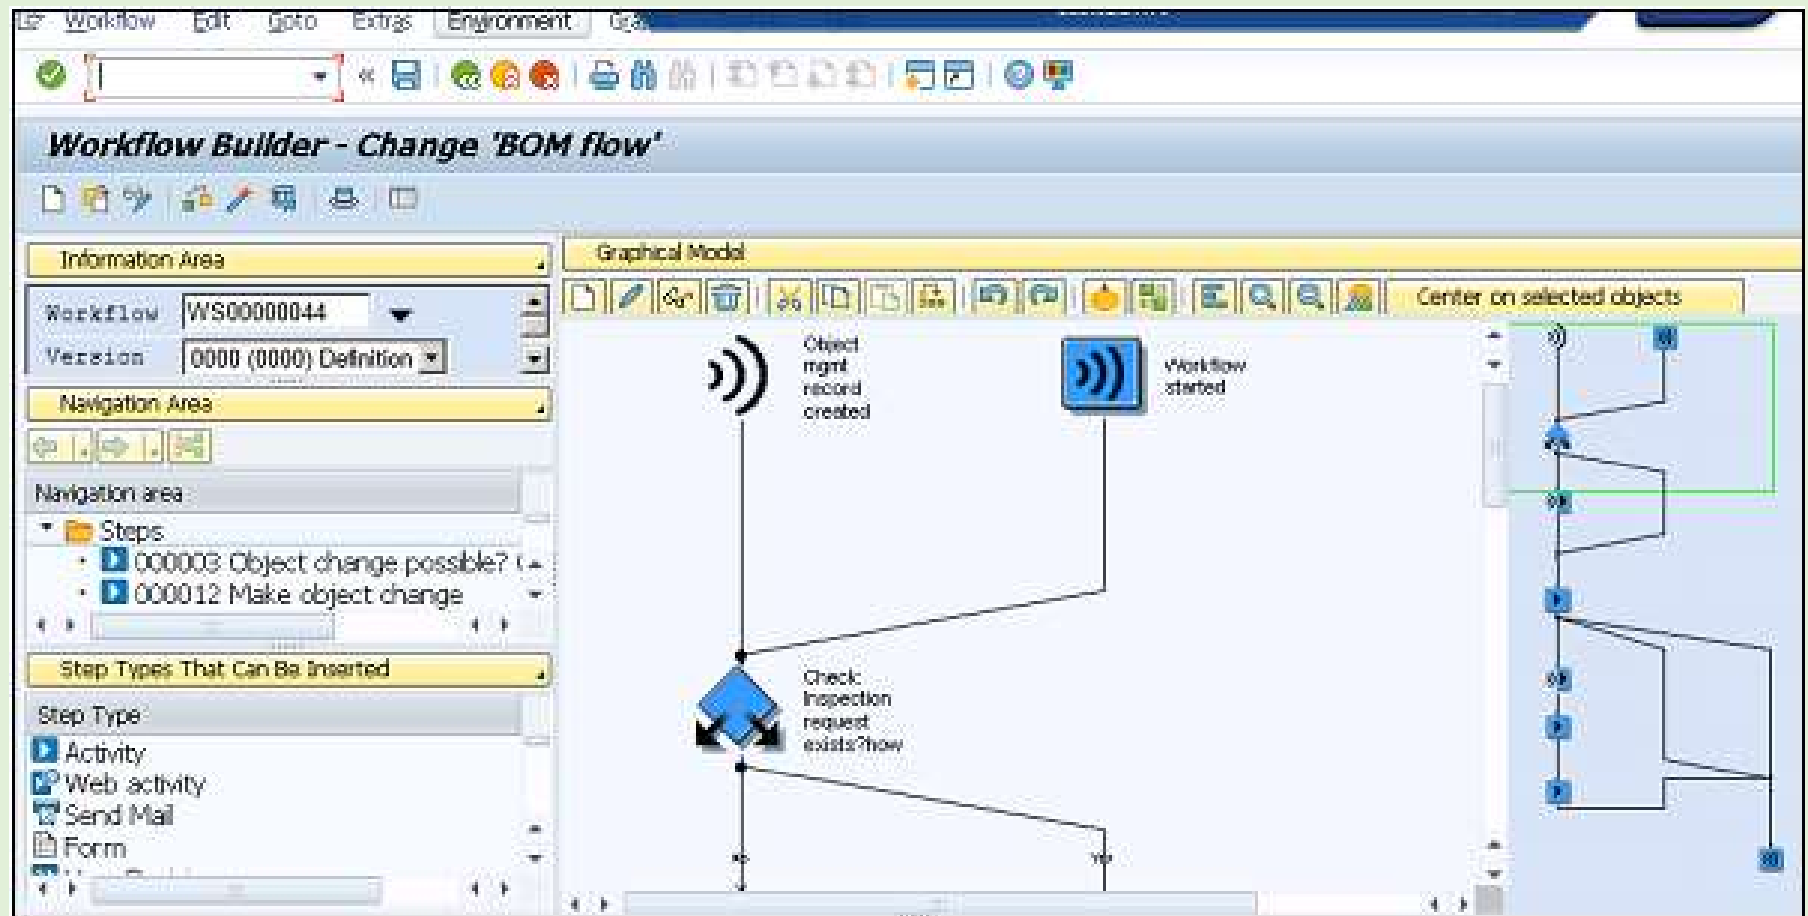 Workflow Edit Goto Extras Environment
Workflow Builder - Change 'BOM flow'
Information Area
Workflow WS00000044
Version 0000 (0000) Definition
Navigation Area
Navigation area
Steps
000003 Object change possible?
000012 Make object change
Step Types That Can Be Inserted
Step Type
Activity
Web activity
Send Mail
Form
Graphical Model
Center on selected objects
Object
mgmt
record
created
Workflow
started
Check:
Inspection
request
exists?how